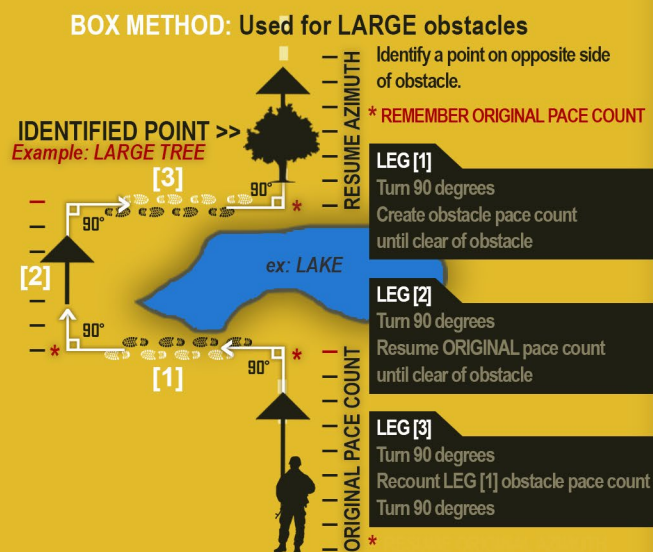 BOX METHOD: Used for LARGE obstacles
Identify a point on opposite side
of obstacle.
* REMEMBER ORIGINAL PACE COUNT
IDENTIFIED POINT >>
Example: LARGE TREE
RESUME AZIMUTH
[3]
90°
90°
*
[2]
ex: LAKE
90°
*
90°
*
[1]
ORIGINAL PACE COUNT
LEG [1]
Turn 90 degrees
Create obstacle pace count
until clear of obstacle
LEG [2]
Turn 90 degrees
Resume ORIGINAL pace count
until clear of obstacle
LEG [3]
Turn 90 degrees
Recount LEG [1] obstacle pace count
Turn 90 degrees
*